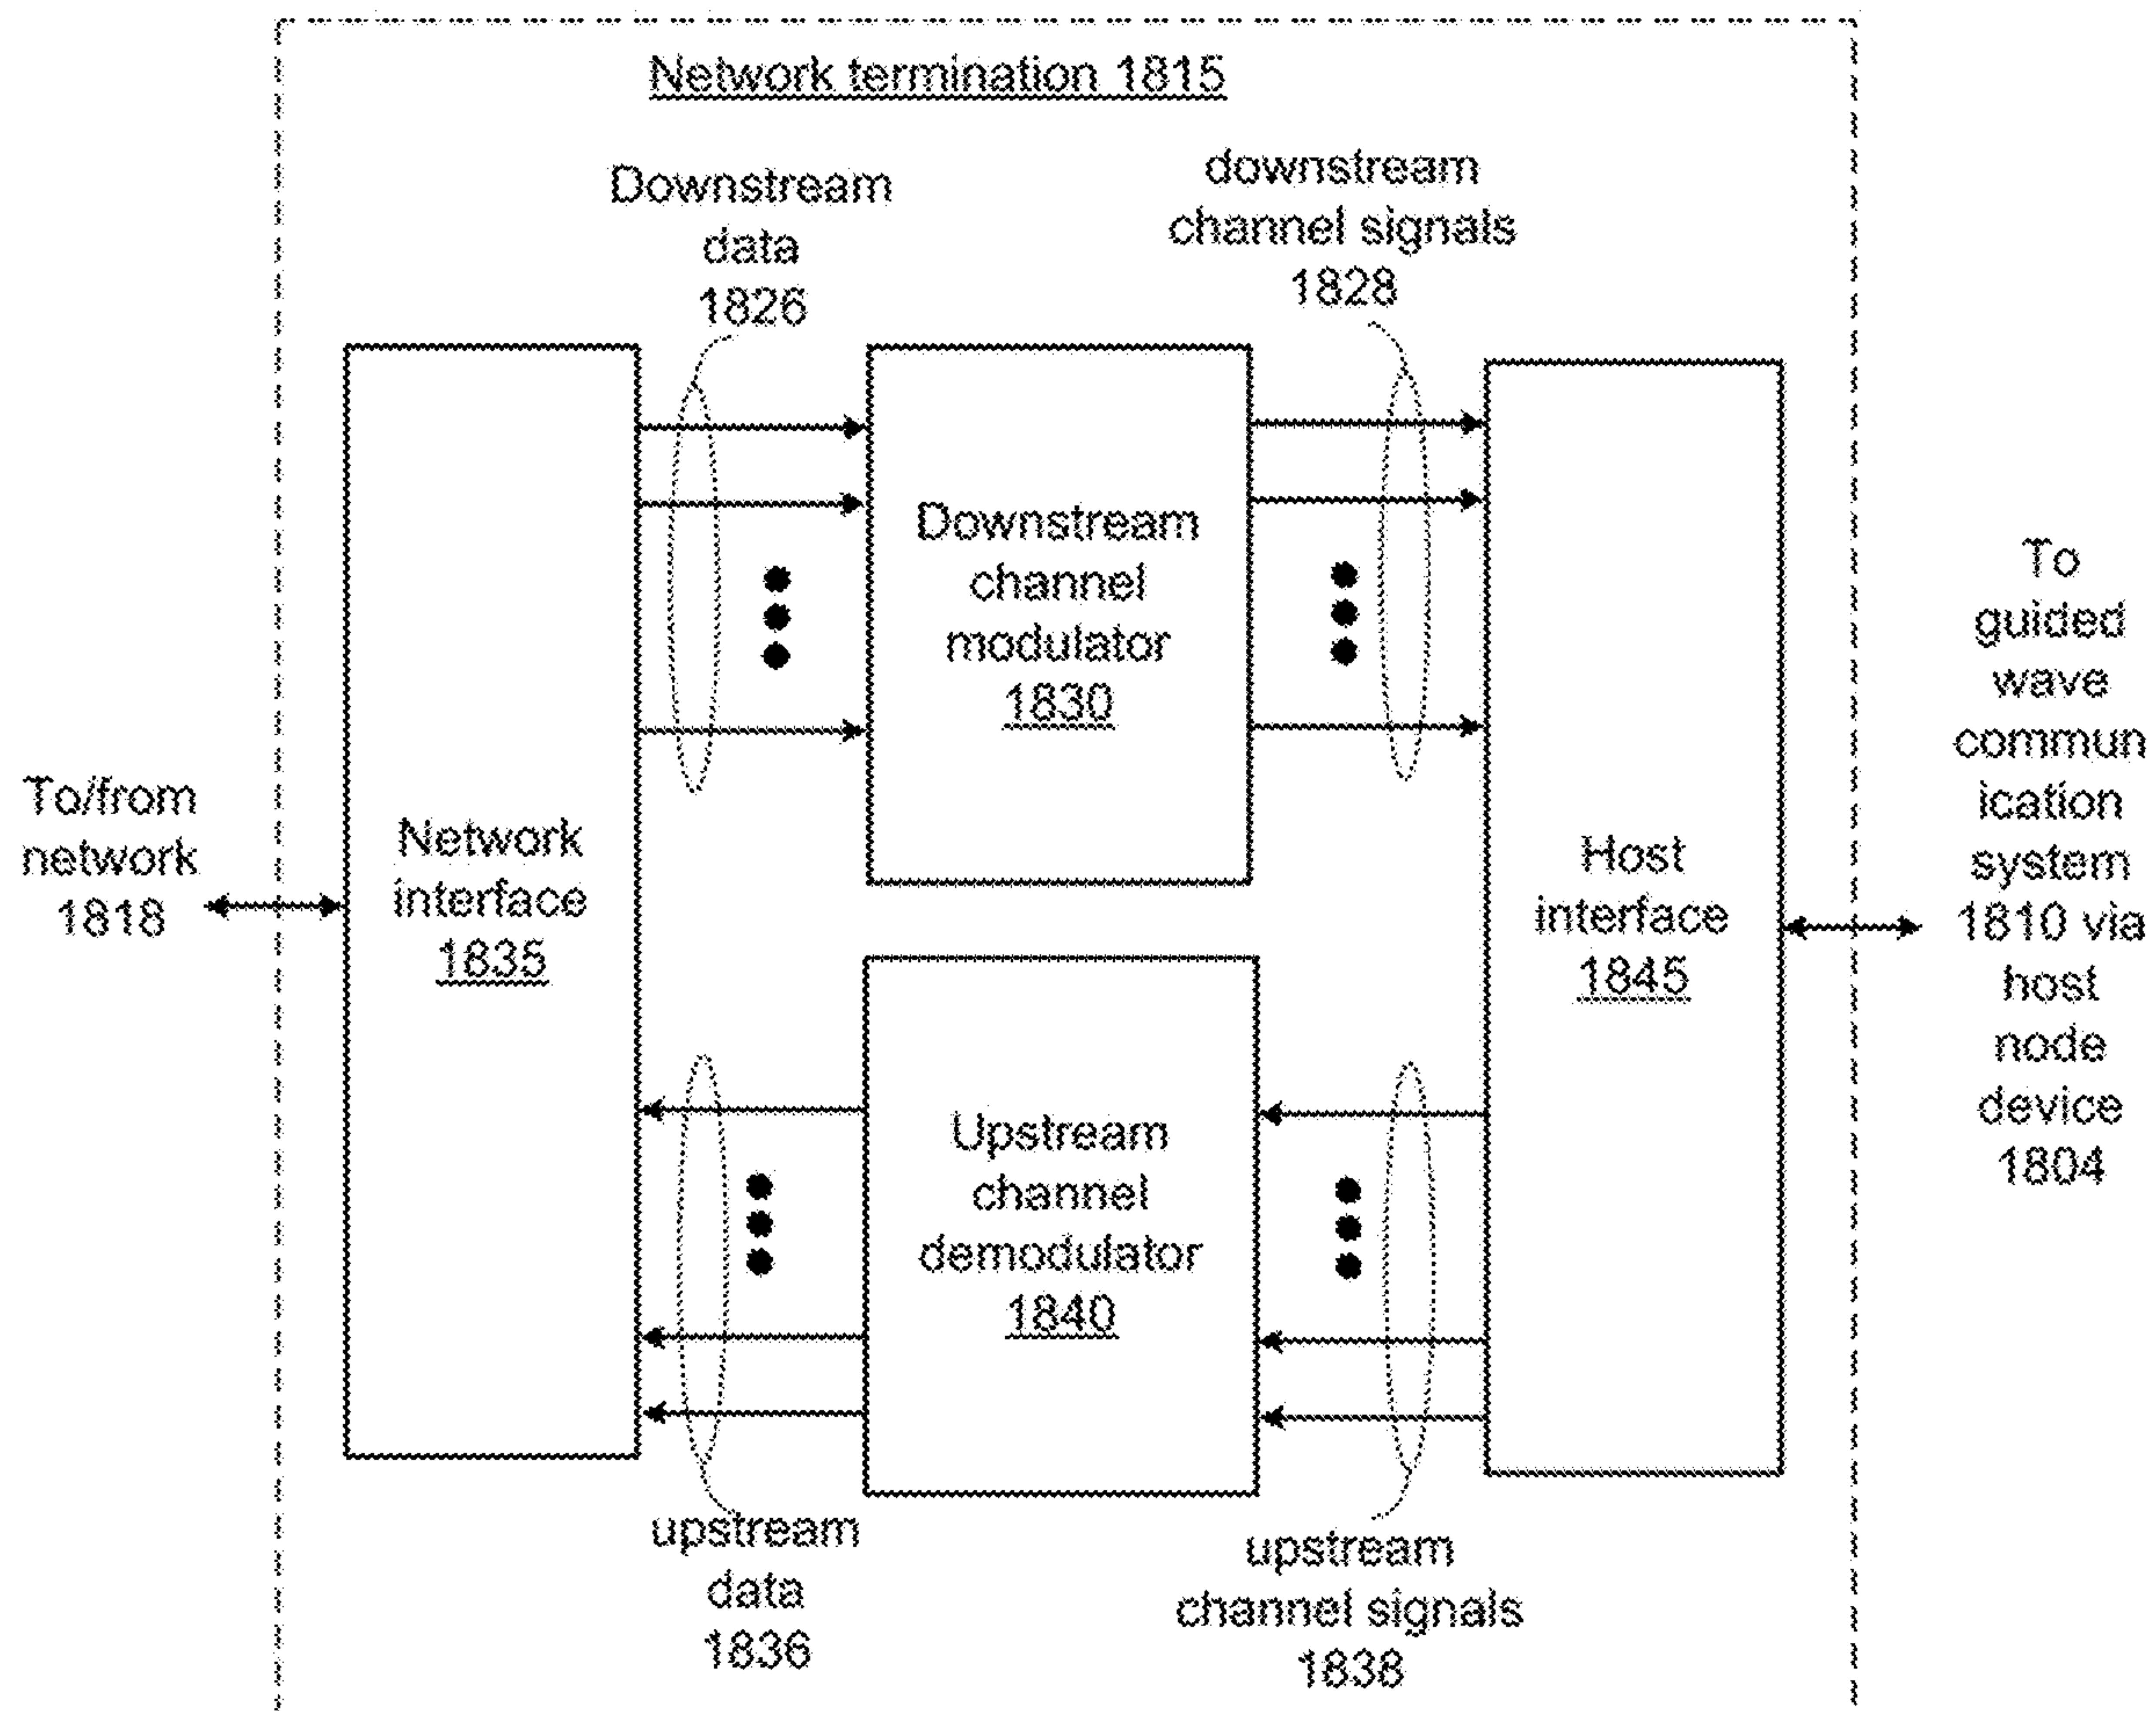 Network termination 1815
Downstream
data
1826
downstream
channel signals
1828
To/from
network
1818
Network
interface
1835
Downstream
channel
modulator
1830
Host
interface
1845
To
guided
wave
commun
ication
system
1810 via
host
node
device
1804
Upstream
channel
demodulator
1840
upstream
data
1836
upstream
channel signals
1838